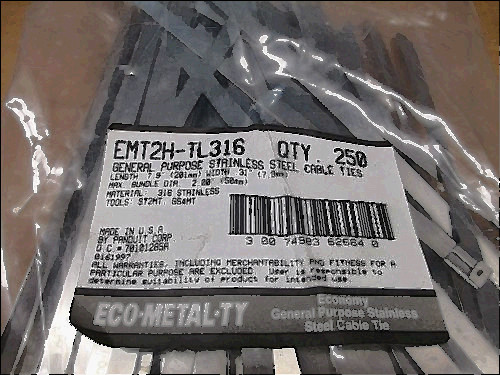 EMT2H-TL316 QTY 250
GENERAL PURPOSE STAINLESS STEEL CABLE TIES
LENGTH: 7.9" (201mm) WIDTH: .31" (7.9mm)
MAX. BUNDLE DIA.: 2.00" (50mm)
MATERIAL: 316 STAINLESS
TOOLS: ST2MT GS4MT
MADE IN U.S.A.
BY PANDUIT CORP.
0161997
3 00 74983 62664 0
ALL WARRANTIES, INCLUDING MERCHANTABILITY AND FITNESS FOR A
PARTICULAR PURPOSE ARE EXCLUDED. User is responsible to
determine suitability of product for intended use.
ECO-METAL-TY
Economy
General Purpose Stainless
Steel Cable Tie